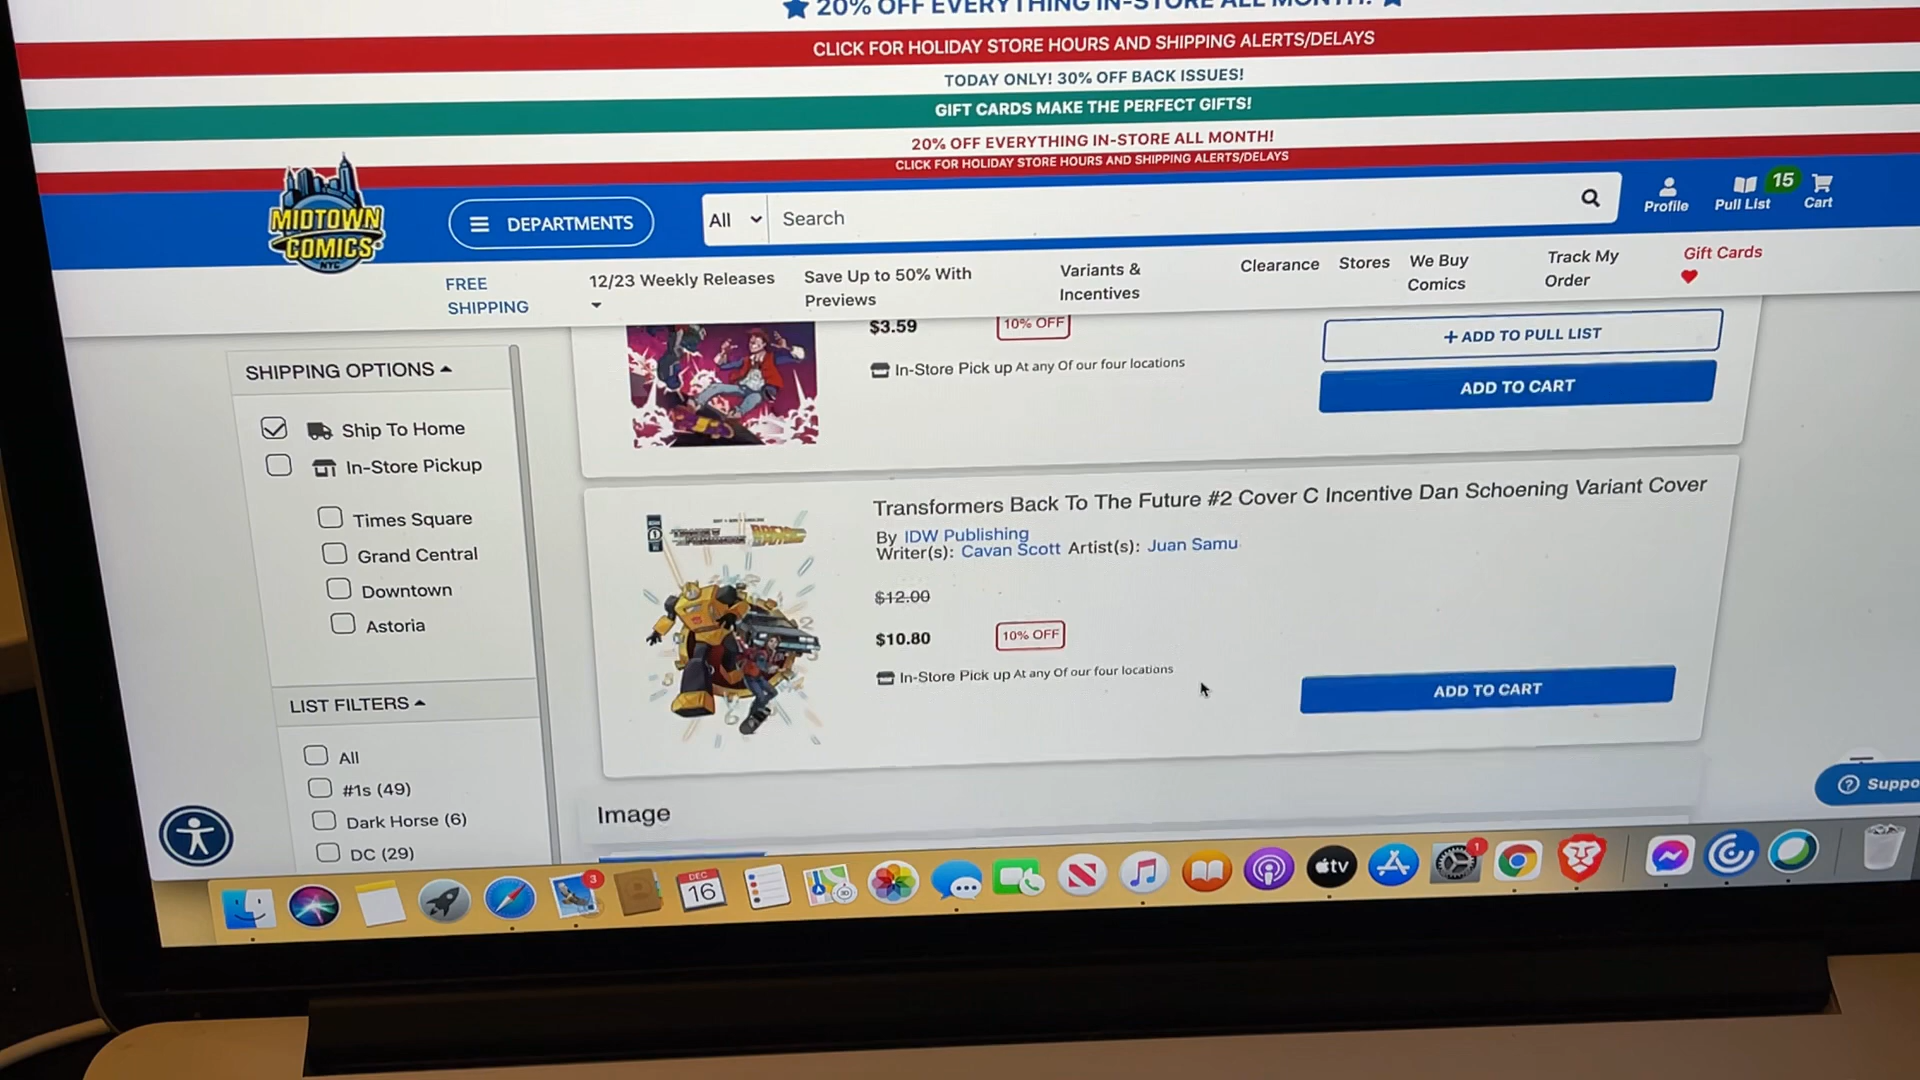 20% OFF EVERYTHING IN-STORE ALL MONTH!
CLICK FOR HOLIDAY STORE HOURS AND SHIPPING ALERTS/DELAYS
TODAY ONLY! 30% OFF BACK ISSUES!
GIFT CARDS MAKE THE PERFECT GIFTS!
20% OFF EVERYTHING IN-STORE ALL MONTH!
CLICK FOR HOLIDAY STORE HOURS AND SHIPPING ALERTS/DELAYS
MIDTOWN
COMICS
NYC
DEPARTMENTS
All
Search
Profile
Pull List
15
Cart
FREE
SHIPPING
12/23 Weekly Releases
Save Up to 50% With
Previews
Variants &
Incentives
Clearance
Stores
We Buy
Comics
Track My
Order
Gift Cards
SHIPPING OPTIONS
Ship To Home
In-Store Pickup
Times Square
Grand Central
Downtown
Astoria
LIST FILTERS
All
#1s (49)
Dark Horse (6)
DC (29)
$3.59
10% OFF
In-Store Pick up At any Of our four locations
+ADD TO PULL LIST
ADD TO CART
Transformers Back To The Future #2 Cover C Incentive Dan Schoening Variant Cover
By IDW Publishing
Writer(s): Cavan Scott Artist(s): Juan Samu
$12.00
$10.80
10% OFF
In-Store Pick up At any Of our four locations
ADD TO CART
Image
Suppo
3
DEC
16
tv
1